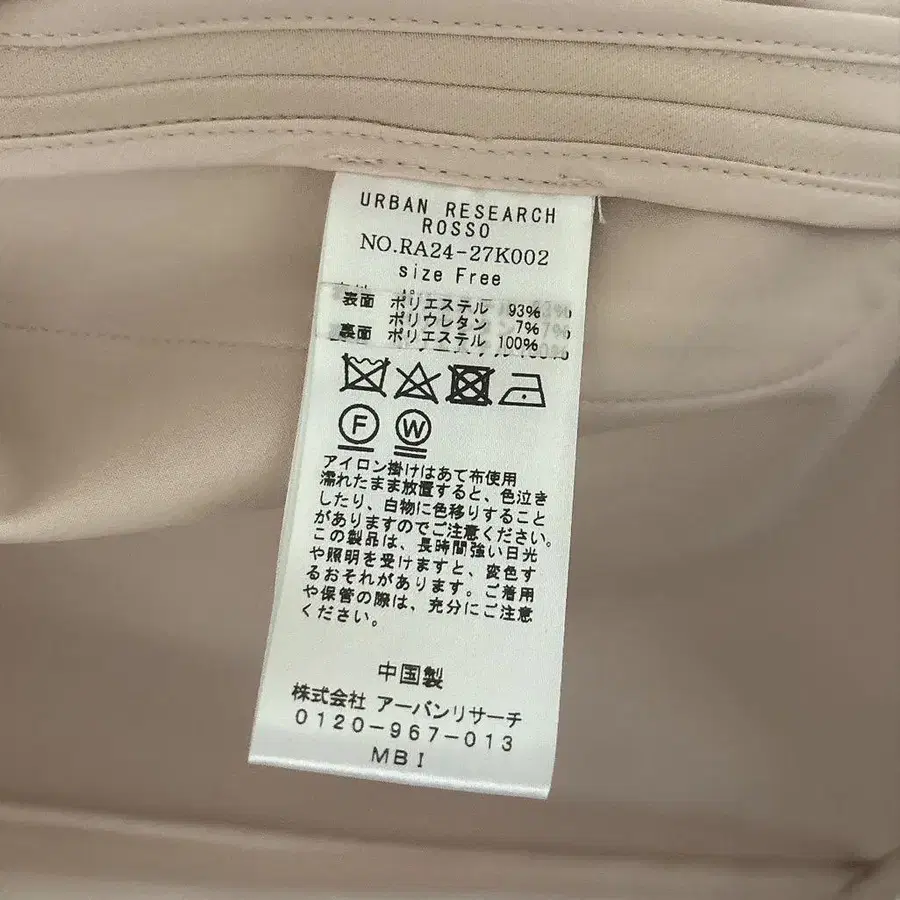 URBAN RESEARCH
ROSSO
NO.RA24-27K002
size Free
表面 ポリエステル 93%
ポリウレタン 7%
裏面 ポリエステル 100%
F W
アイロン掛けはあて布使用
濡れたまま放置すると、色泣き
したり、白物に色移りすること
がありますのでご注意ください。
この製品は、長時間強い日光
や照明を受けますと、変色す
るおそれがあります。ご着用
や保管の際は、充分にご注意
ください。
中国製
株式会社 アーバンリサーチ
0120-967-013
MBI